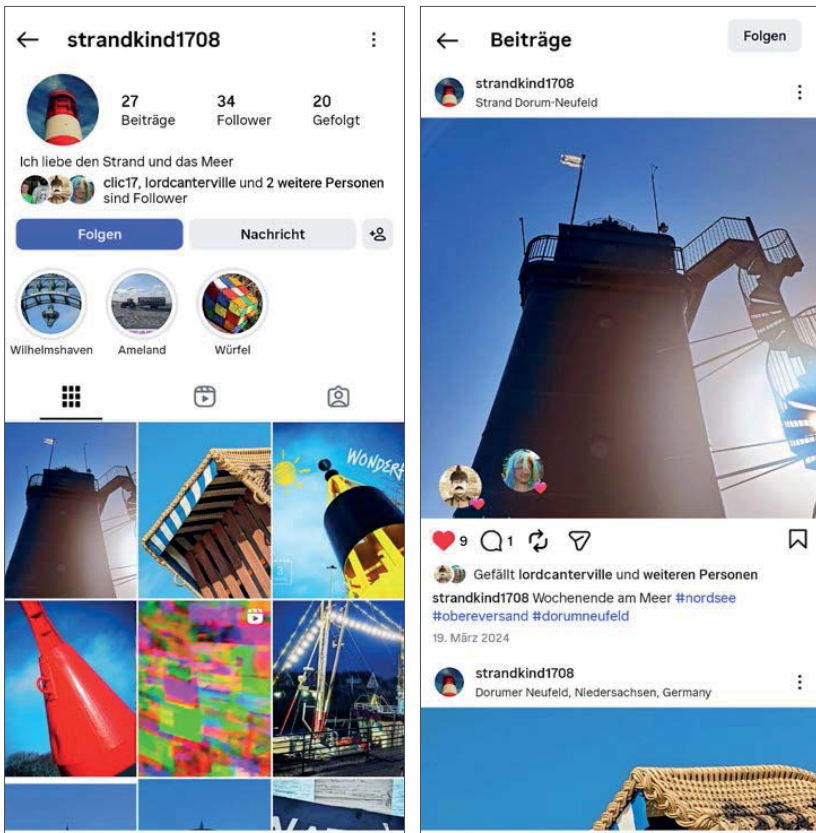 strandkind1708
27 34 20
Beiträge Follower Gefolgt
Ich liebe den Strand und das Meer
clic17, lordcanterville und 2 weitere Personen
sind Follower
Folgen Nachricht
Wilhelmshaven Ameland Würfel
WONDERF
3
Beiträge Folgen
strandkind1708
Strand Dorum-Neufeld
9 1
Gefällt lordcanterville und weiteren Personen
strandkind1708 Wochenende am Meer #nordsee
#obereversand #dorumneufeld
19. März 2024
strandkind1708
Dorumer Neufeld, Niedersachsen, Germany